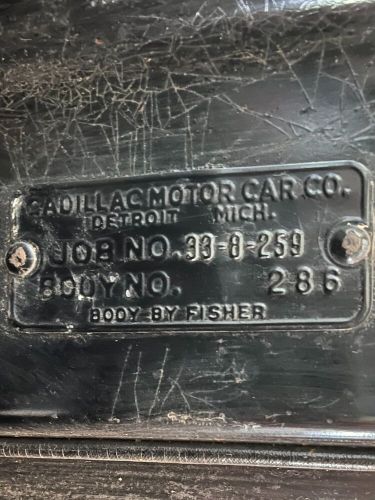 CADILLAC MOTOR CAR CO.
DETROIT MICH.
JOB NO. 33-8-259
BODY NO. 286
BODY BY FISHER